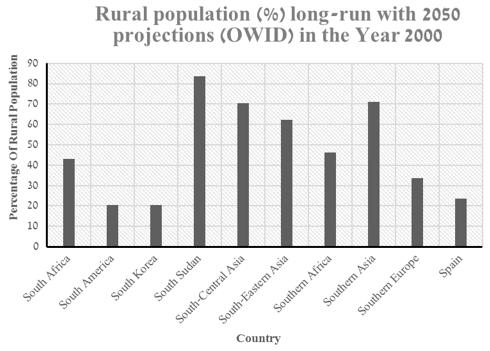 Rural population (%) long-run with 2050
projections (OWID) in the Year 2000
Percentage Of Rural Population
90
80
70
60
50
40
30
20
10
0
South Africa
South America
South Korea
South Sudan
South-Central Asia
South-Eastern Asia
Southern Africa
Southern Asia
Southern Europe
Spain
Country